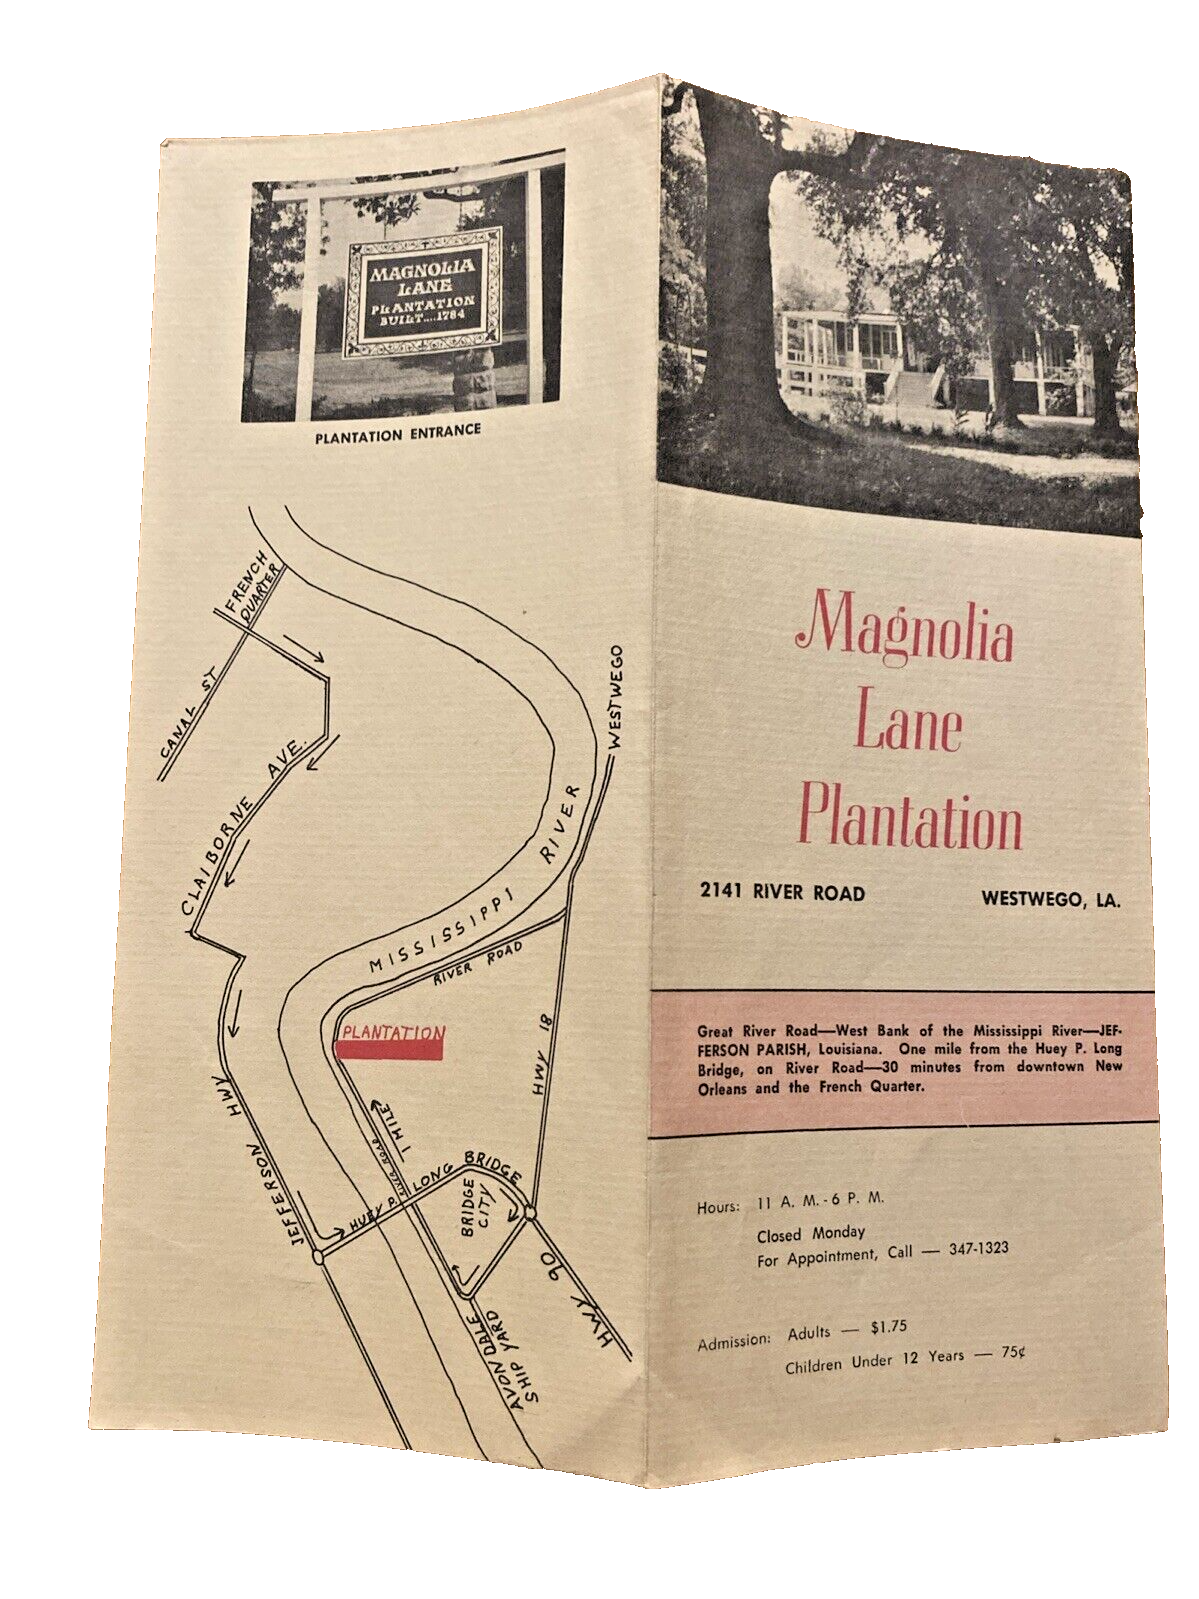 MAGNOLIA
LANE
PLANTATION
BUILT....1784
PLANTATION ENTRANCE
FRENCH
QUARTER
CANAL ST
CLAIBORNE AVE.
WESTWEGO
MISSISSIPPI RIVER
RIVER ROAD
PLANTATION
HWY 18
1 MILE
RIVER ROAD
JEFFERSON HWY
HUEY P. LONG BRIDGE
BRIDGE
CITY
HWY 90
AVONDALE
SHIP YARD
Magnolia
Lane
Plantation
2141 RIVER ROAD WESTWEGO, LA.
Great River Road—West Bank of the Mississippi River—JEF-
FERSON PARISH, Louisiana. One mile from the Huey P. Long
Bridge, on River Road—30 minutes from downtown New
Orleans and the French Quarter.
Hours: 11 A. M. - 6 P. M.
Closed Monday
For Appointment, Call — 347-1323
Admission: Adults — $1.75
Children Under 12 Years — 75¢